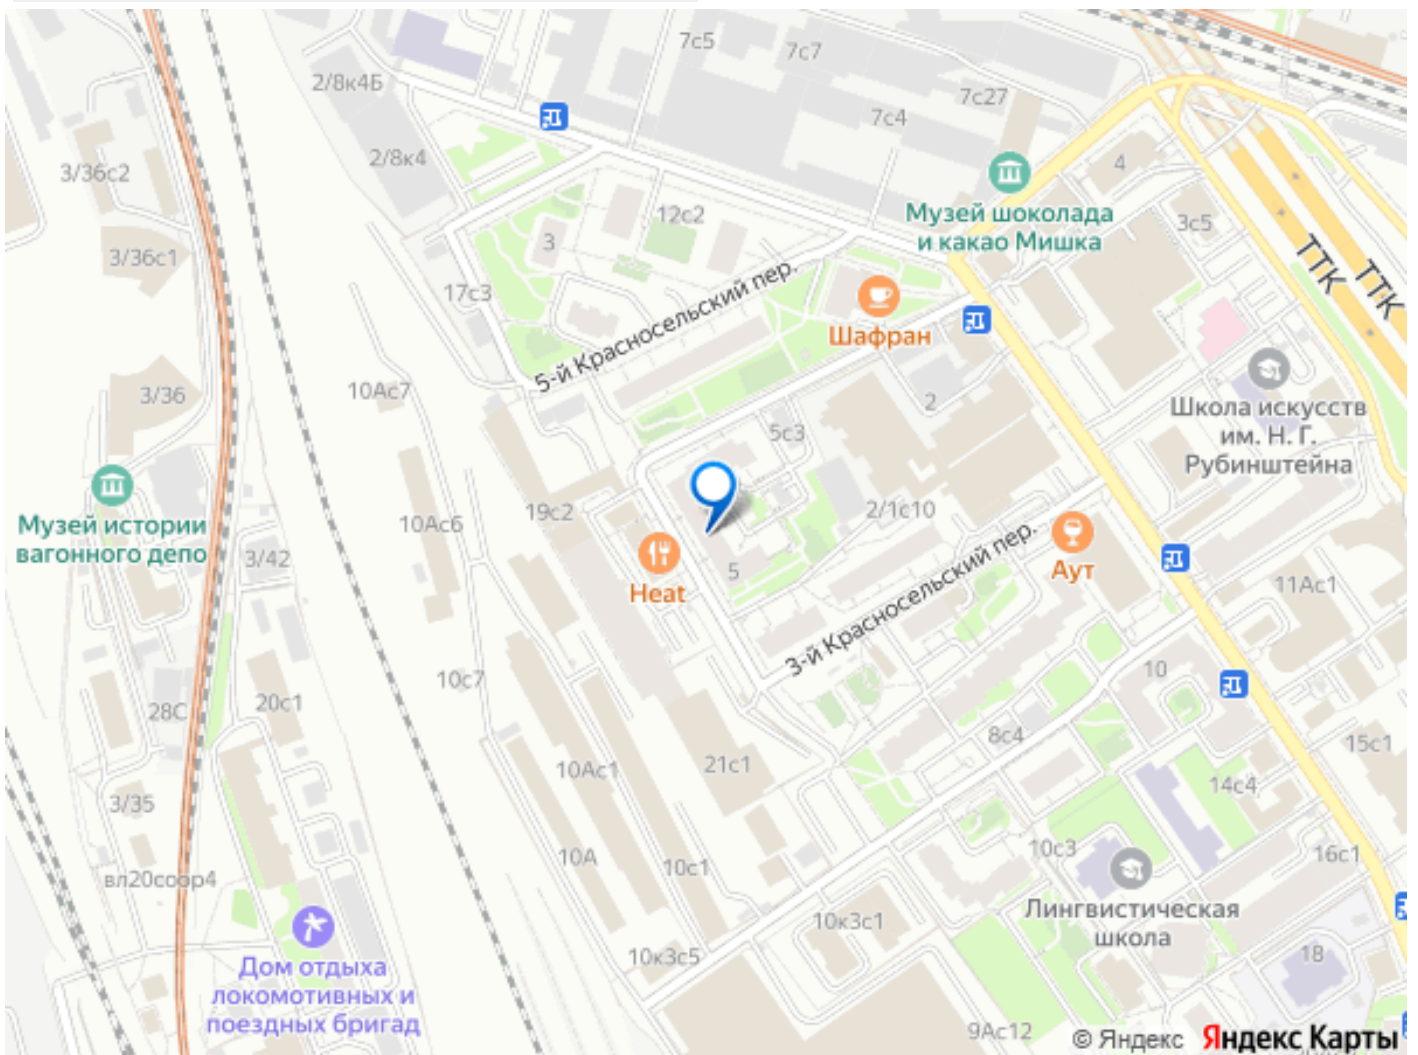 7с5
7с7
2/8к4Б
7с27
7с4
2/8к4
4
3/36с2
Музей шоколада
и какао Мишка
12с2
3с5
3
ТТК
ТТК
3/36с1
5-й Красносельский пер.
17с3
Шафран
10Ас7
3/36
2
Школа искусств
им. Н. Г.
Рубинштейна
5с3
Музей истории
вагонного депо
10Ас6
19с2
2/1с10
3-й Красносельский пер.
3/42
Heat
5
Аут
11Ас1
10с7
10
28С
20с1
8с4
15с1
10Ас1
21с1
14с4
3/35
10А
10с1
10с3
16с1
вл20соор4
Лингвистическая
школа
10к3с1
10к3с5
18
Дом отдыха
локомотивных и
поездных бригад
9Ас12
© Яндекс Яндекс Карты